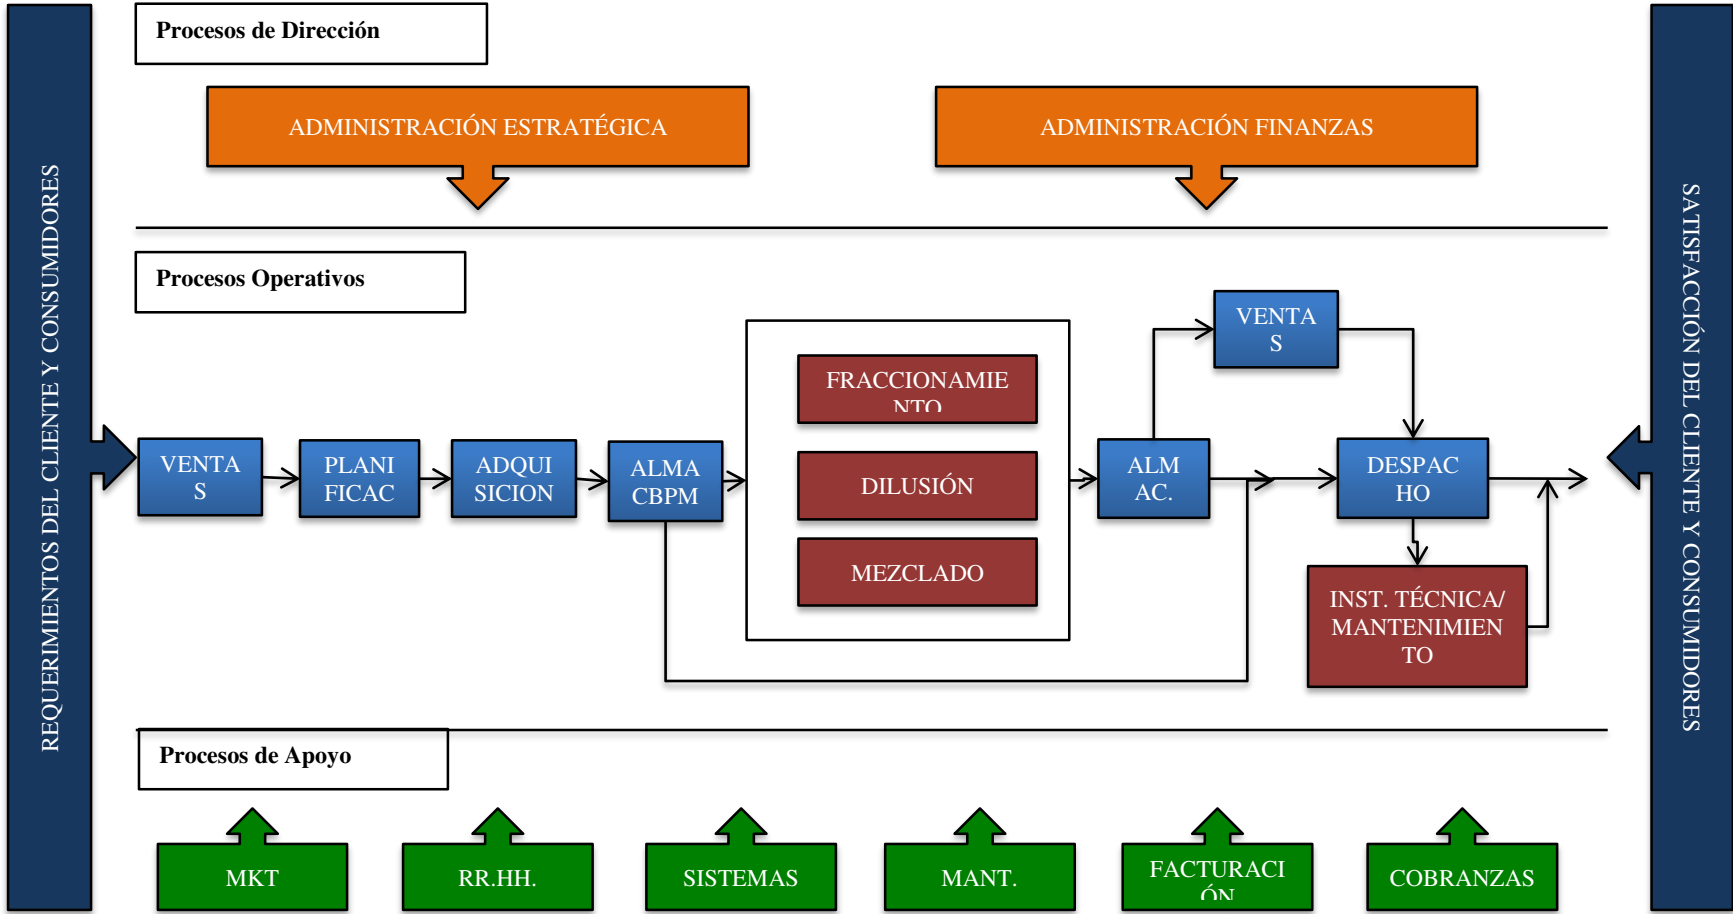 Procesos de Dirección
ADMINISTRACIÓN ESTRATÉGICA
ADMINISTRACIÓN FINANZAS
REQUERIMIENTOS DEL CLIENTE Y CONSUMIDORES
SATISFACCIÓN DEL CLIENTE Y CONSUMIDORES
Procesos Operativos
VENTA
S
PLANI
FICAC
ADQUI
SICION
ALMA
CBPM
FRACCIONAMIE
NTO
DILUSIÓN
MEZCLADO
ALM
AC.
VENTA
S
DESPAC
HO
INST. TÉCNICA/
MANTENIMIEN
TO
Procesos de Apoyo
MKT
RR.HH.
SISTEMAS
MANT.
FACTURACI
ÓN
COBRANZAS